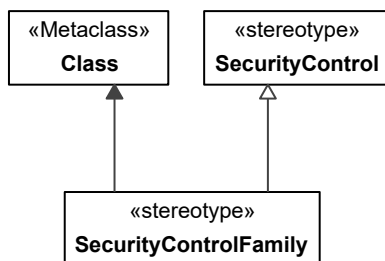 «Metaclass»
Class
«stereotype»
SecurityControl
«stereotype»
SecurityControlFamily